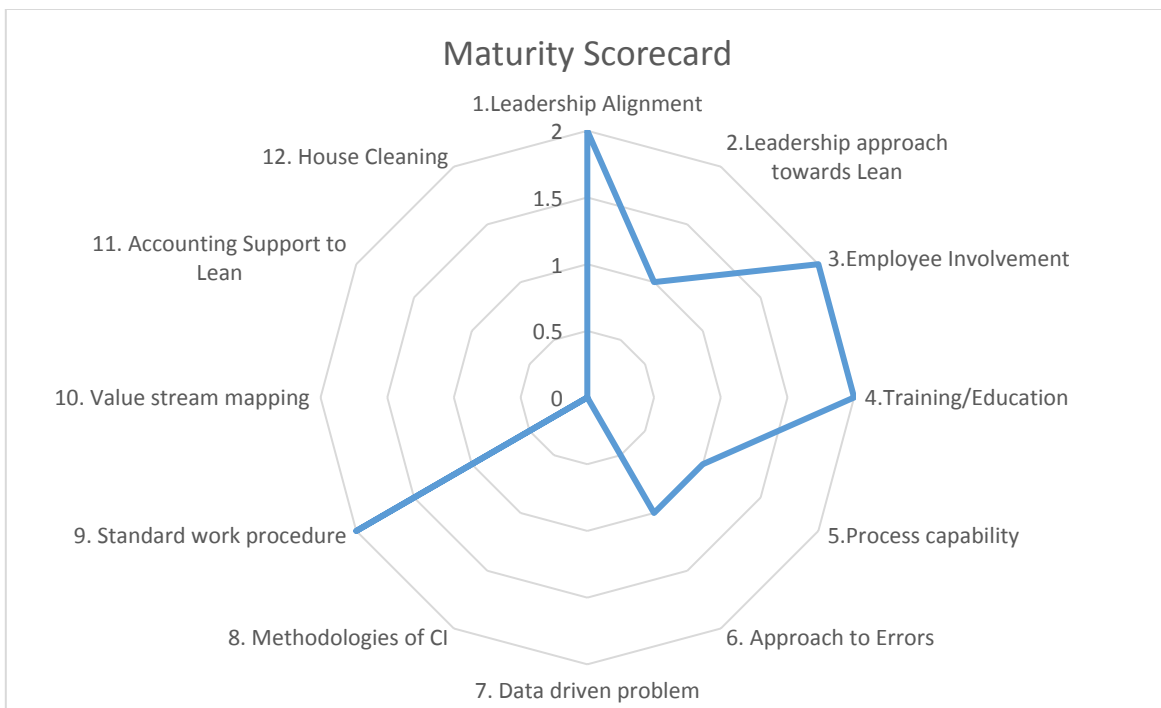 Maturity Scorecard
1.Leadership Alignment
2.Leadership approach
towards Lean
3.Employee Involvement
4.Training/Education
5.Process capability
6. Approach to Errors
7. Data driven problem
8. Methodologies of CI
9. Standard work procedure
10. Value stream mapping
11. Accounting Support to
Lean
12. House Cleaning
2
1.5
1
0.5
0